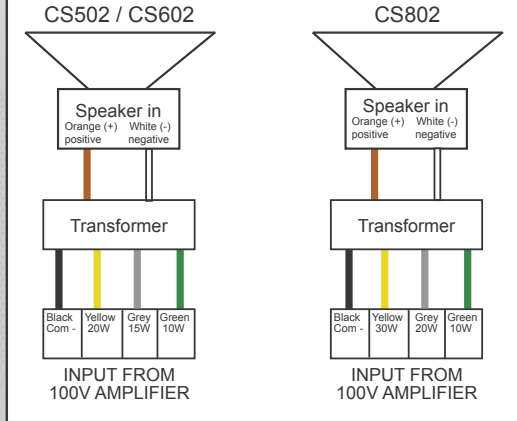 CS502 / CS602
Speaker in
Orange (+) White (-)
positive negative
Transformer
Black Yellow Grey Green
Com - 20W 15W 10W
INPUT FROM
100V AMPLIFIER
CS802
Speaker in
Orange (+) White (-)
positive negative
Transformer
Black Yellow Grey Green
Com - 30W 20W 10W
INPUT FROM
100V AMPLIFIER